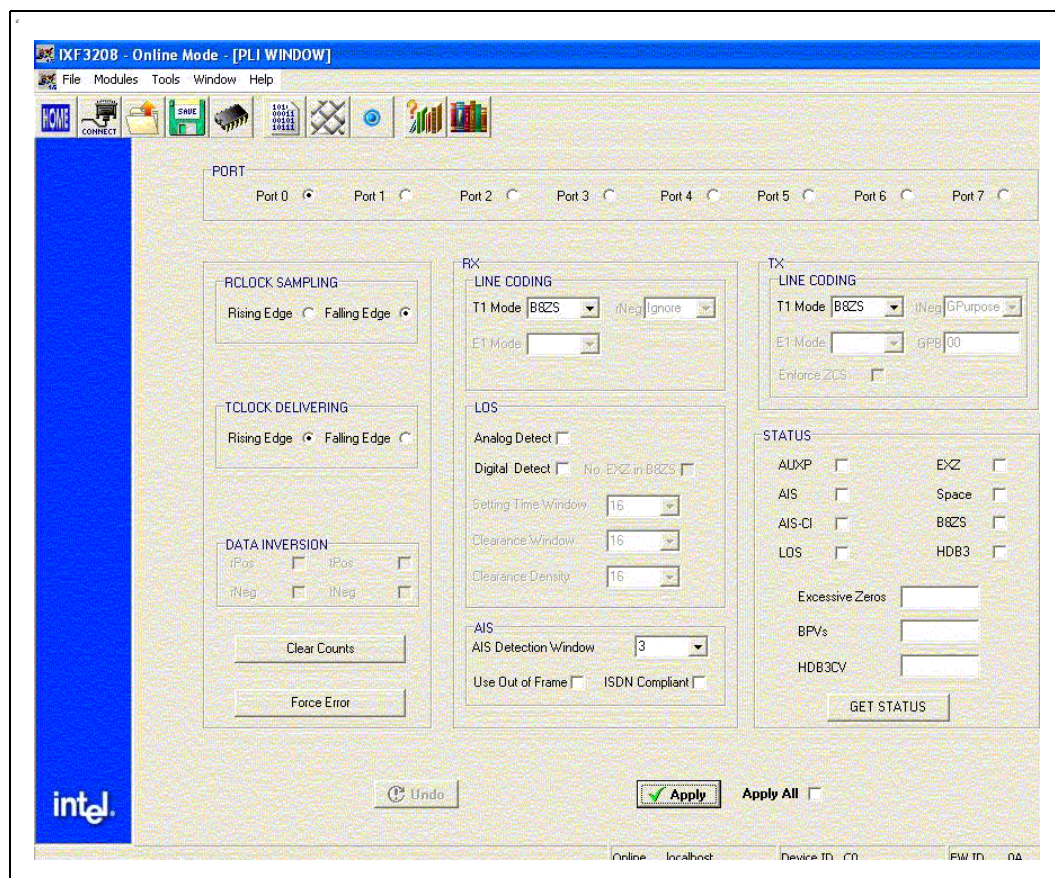 IXF3208 - Online Mode - [PLI WINDOW]
File Modules Tools Window Help
HOME CONNECT SAVE
PORT
Port 0 Port 1 Port 2 Port 3 Port 4 Port 5 Port 6 Port 7
RCLOCK SAMPLING
Rising Edge Falling Edge
TCLOCK DELIVERING
Rising Edge Falling Edge
DATA INVERSION
rPos tPos
rNeg tNeg
Clear Counts
Force Error
RX
LINE CODING
T1 Mode B8ZS rNeg Ignore
E1 Mode
LOS
Analog Detect
Digital Detect No. EXZ in B8ZS
Setting Time Window 16
Clearance Window 16
Clearance Density 16
AIS
AIS Detection Window 3
Use Out of Frame ISDN Compliant
TX
LINE CODING
T1 Mode B8ZS tNeg GPurpose
E1 Mode GPB 00
Enforce ZCS
STATUS
AUXP EXZ
AIS Space
AIS-CI B8ZS
LOS HDB3
Excessive Zeros
BPVs
HDB3CV
GET STATUS
intel.
Undo Apply Apply All
Online localhost Device ID C0 FW ID 0A